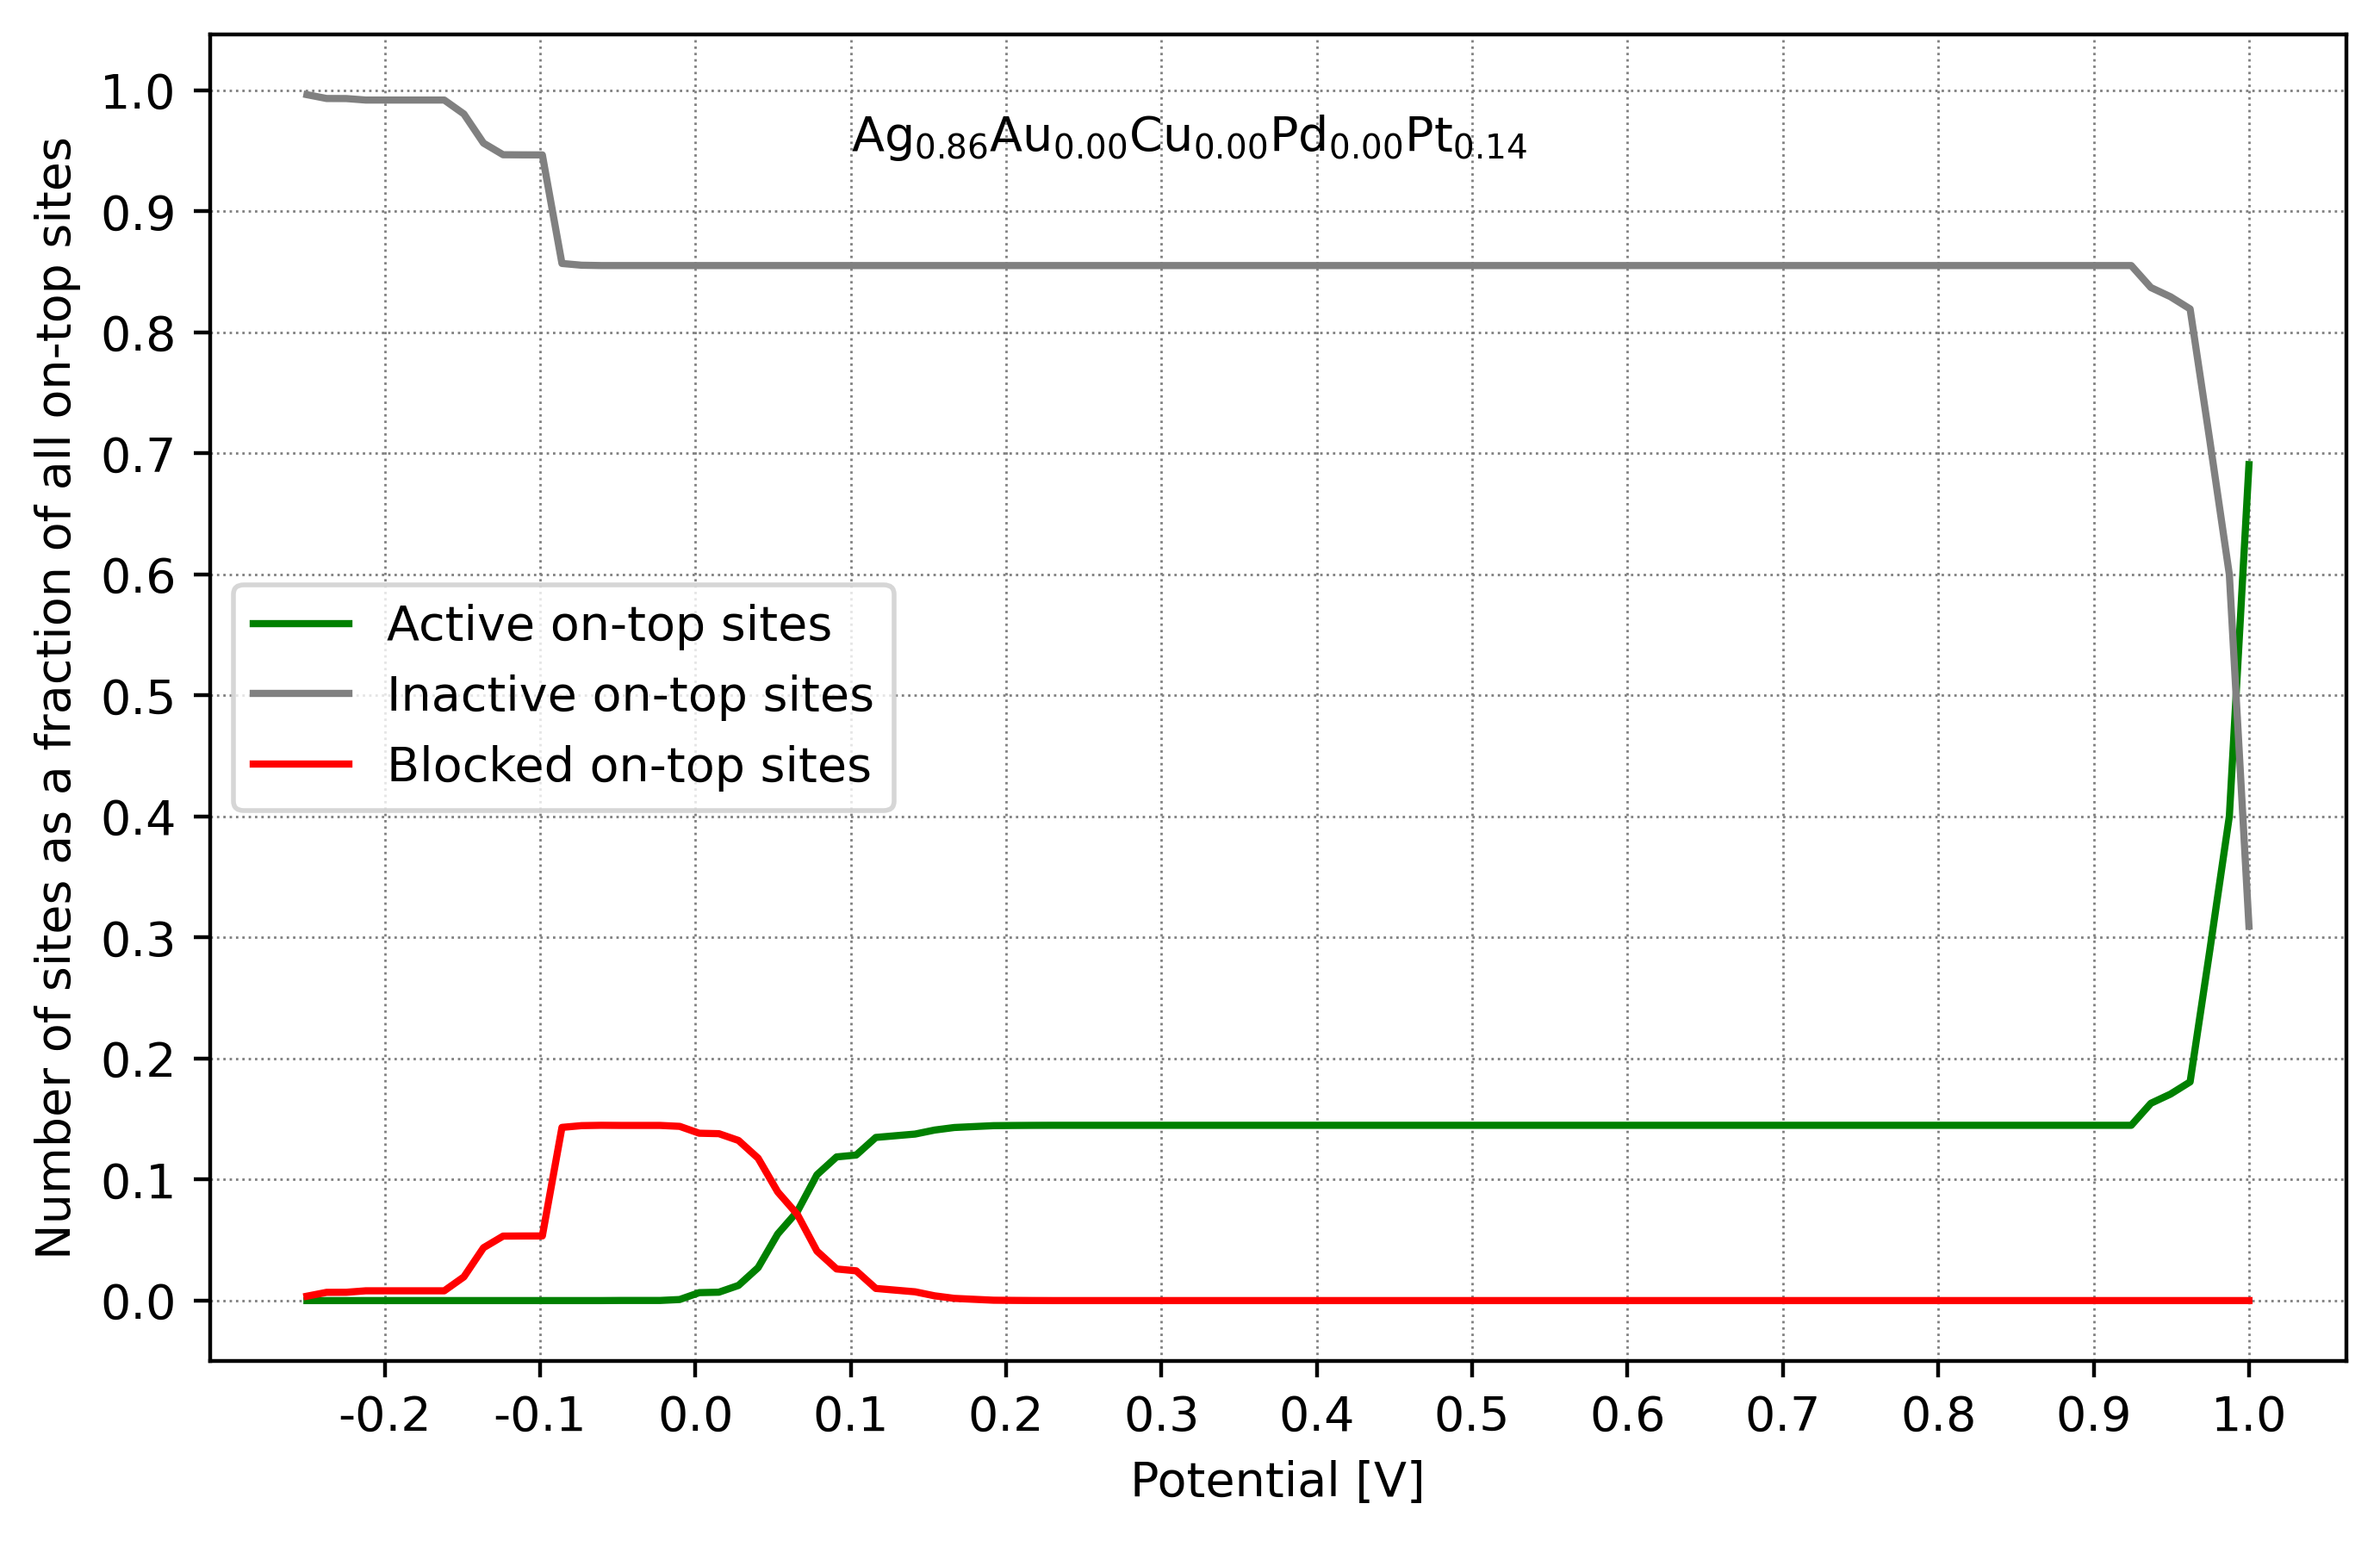 Number of sites as a fraction of all on-top sites
1.0
0.9
0.8
0.7
0.6
0.5
0.4
0.3
0.2
0.1
0.0
Ag0.86Au0.00Cu0.00Pd0.00Pt0.14
Active on-top sites
Inactive on-top sites
Blocked on-top sites
-0.2 -0.1 0.0 0.1 0.2 0.3 0.4 0.5 0.6 0.7 0.8 0.9 1.0
Potential [V]